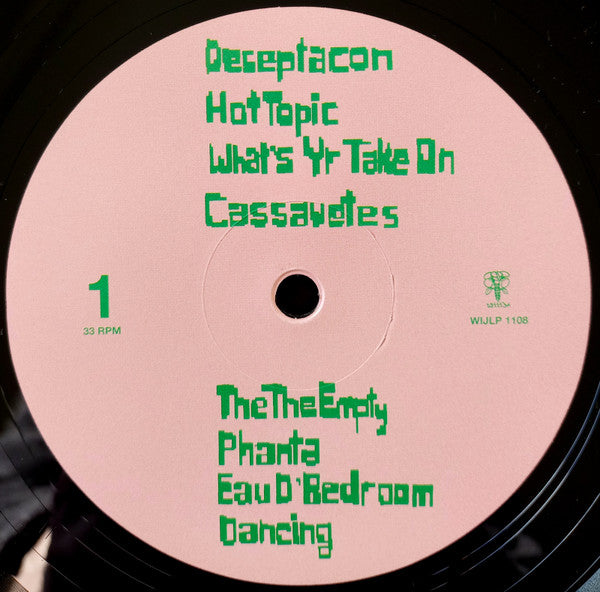 Deceptacon
Hot Topic
What's Yr Take On
Cassavetes
1
33 RPM
WIJLP 1108
The The Empty
Phanta
Eau D'Bedroom
Dancing